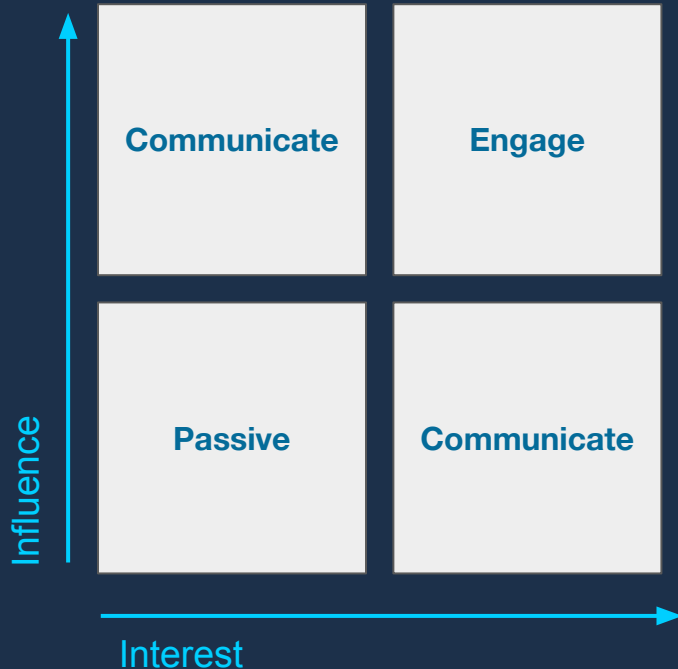 Communicate
Engage
Passive
Communicate
Influence
Interest